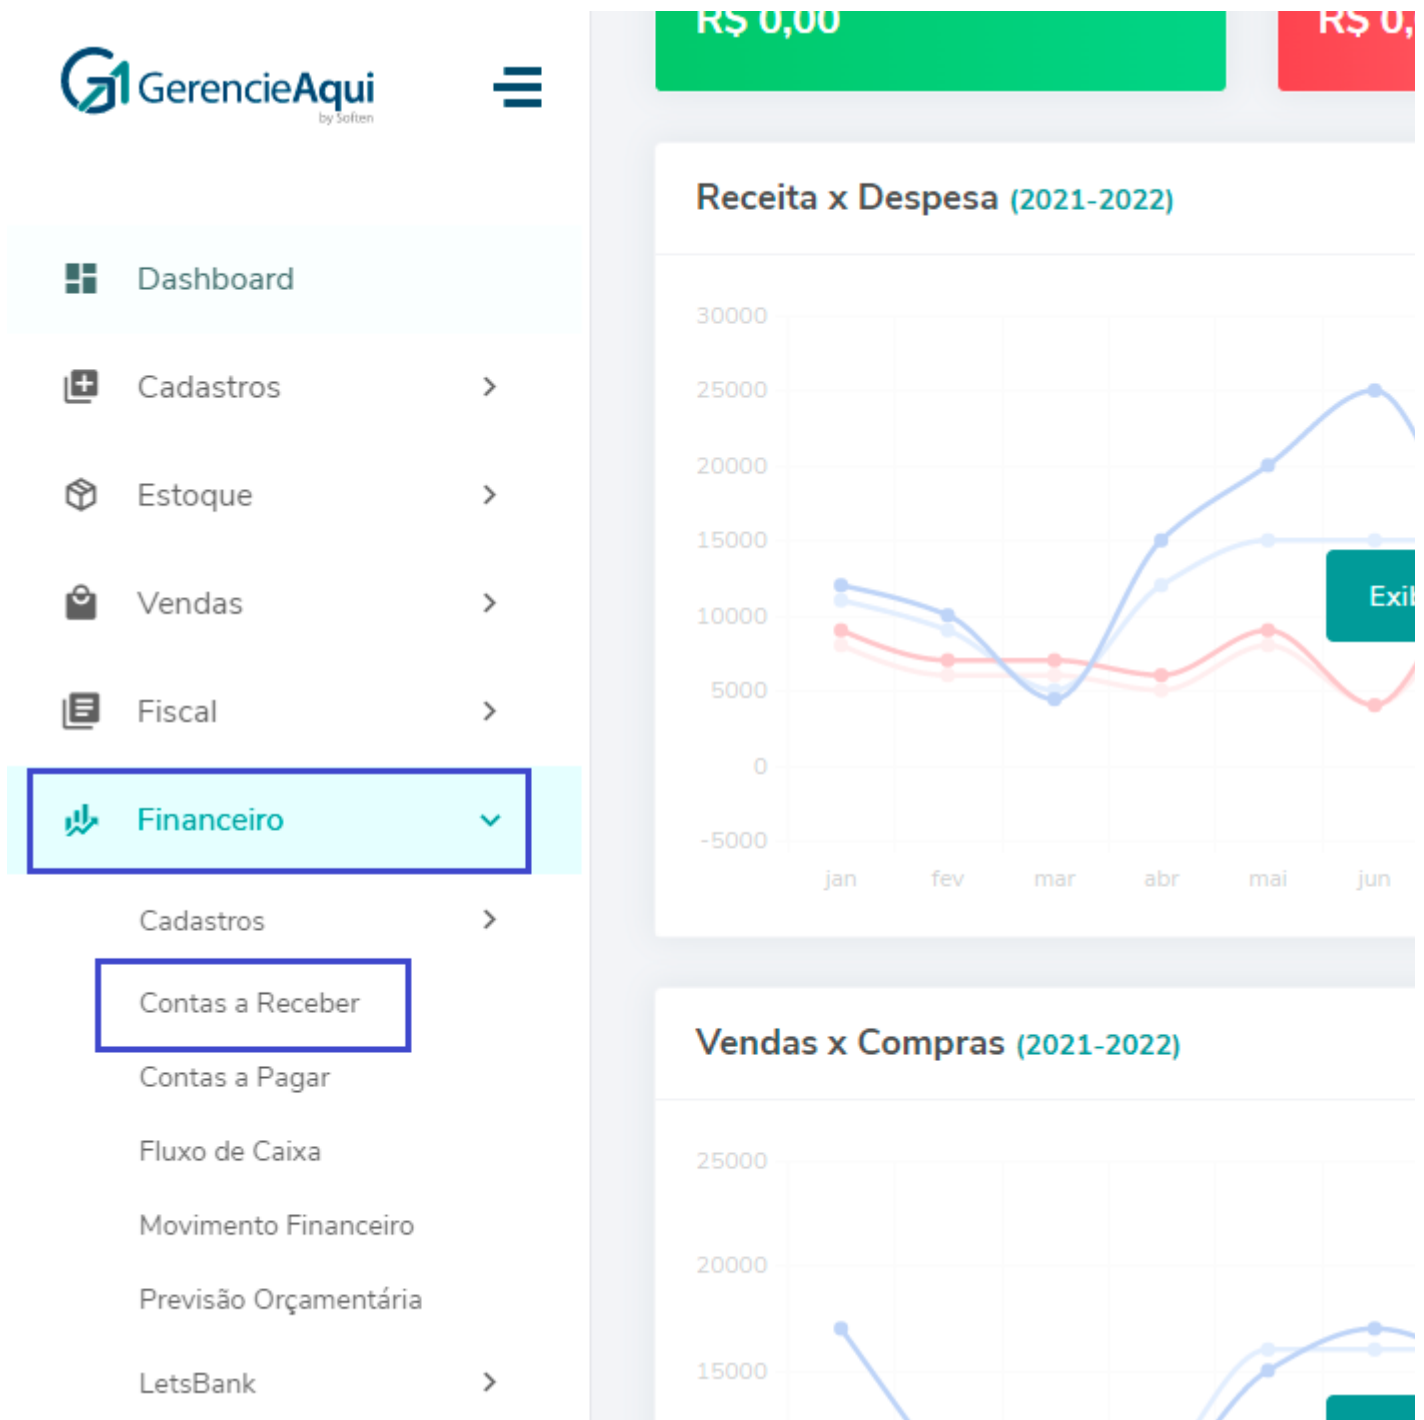 GerencieAqui
by Soften
Dashboard
Cadastros
Estoque
Vendas
Fiscal
Financeiro
Cadastros
Contas a Receber
Contas a Pagar
Fluxo de Caixa
Movimento Financeiro
Previsão Orçamentária
LetsBank
R$ 0,00
R$ 0,
Receita x Despesa (2021-2022)
30000
25000
20000
15000
10000
5000
0
-5000
jan fev mar abr mai jun
Exib
Vendas x Compras (2021-2022)
25000
20000
15000